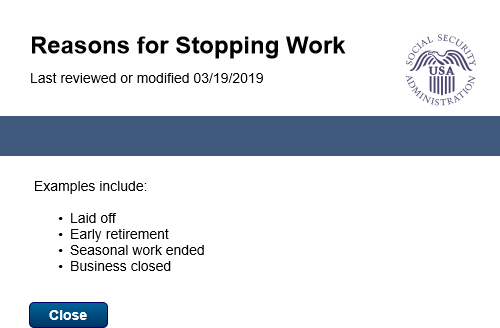 Reasons for Stopping Work
Last reviewed or modified 03/19/2019
SOCIAL SECURITY
USA
ADMINISTRATION
Examples include:
• Laid off
• Early retirement
• Seasonal work ended
• Business closed
Close